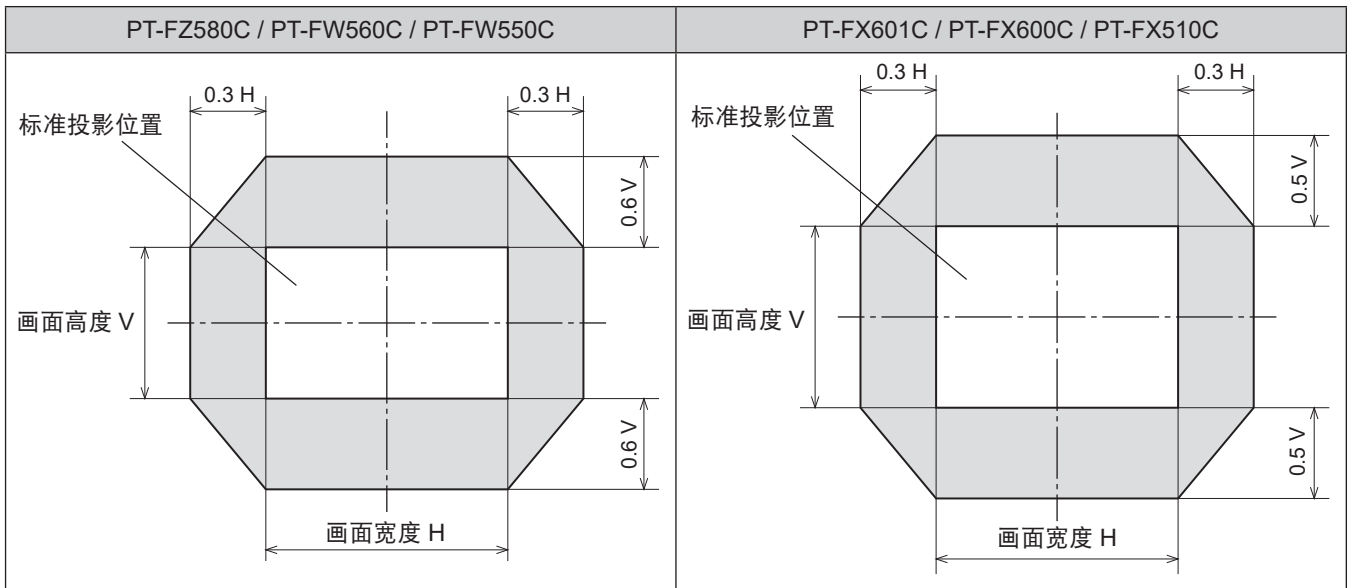 PT-FZ580C / PT-FW560C / PT-FW550C
0.3 H
0.3 H
标准投影位置
0.6 V
画面高度 V
0.6 V
画面宽度 H
PT-FX601C / PT-FX600C / PT-FX510C
0.3 H
0.3 H
标准投影位置
0.5 V
画面高度 V
0.5 V
画面宽度 H